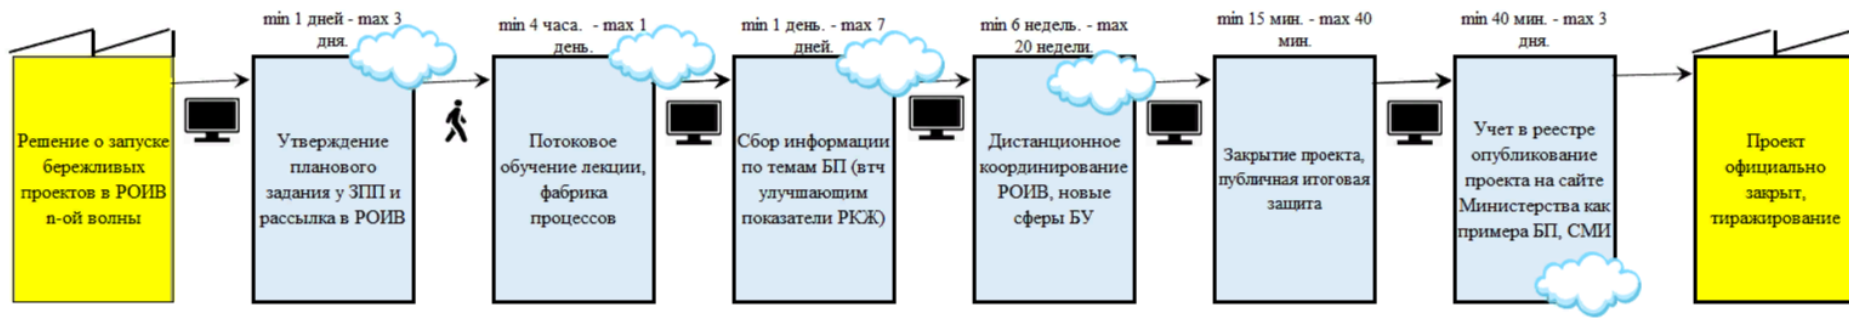 min 1 дней - max 3
дня.
min 4 часа.  - max 1
день.
min 1 день. - max 7
дней.
min 6 недель. - max
20 недели.
min 15 мин. - max 40
мин.
min 40 мин. - max 3
дня.
Решение о запуске
бережливых
проектов в РОИВ
n-ой волны
Утверждение
планового
задания у ЗПП и
рассылка в РОИВ
Потоковое
обучение лекции,
фабрика
процессов
Сбор информации
по темам БП (втч
улучшающим
показатели РКЖ)
Дистанционное
координирование
РОИВ, новые
сферы БУ
Закрытие проекта,
публичная итоговая
защита
Учет в реестре
опубликование
проекта на сайте
Министерства как
примера БП, СМИ
Проект
официально
закрыт,
тиражирование